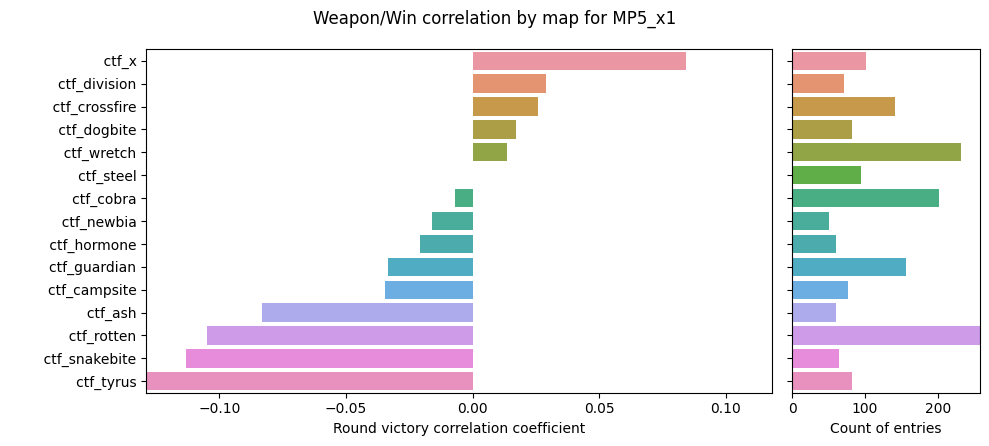 Weapon/Win correlation by map for MP5_x1
ctf_x
ctf_division
ctf_crossfire
ctf_dogbite
ctf_wretch
ctf_steel
ctf_cobra
ctf_newbia
ctf_hormone
ctf_guardian
ctf_campsite
ctf_ash
ctf_rotten
ctf_snakebite
ctf_tyrus
−0.10 −0.05 0.00 0.05 0.10
Round victory correlation coefficient
0 100 200
Count of entries